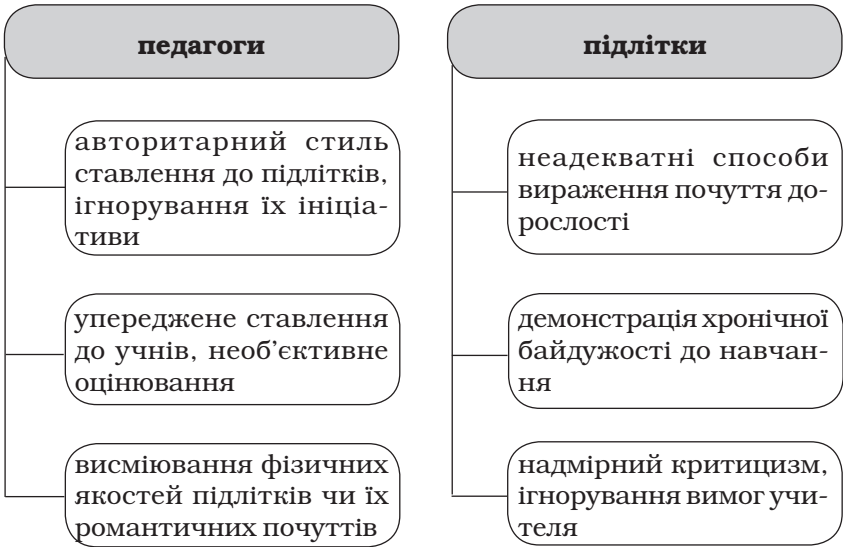 педагоги
авторитарний стиль
ставлення до підлітків,
ігнорування їх ініціа-
тиви
упереджене ставлення
до учнів, необ’єктивне
оцінювання
висміювання фізичних
якостей підлітків чи їх
романтичних почуттів
підлітки
неадекватні способи
вираження почуття до-
рослості
демонстрація хронічної
байдужості до навчан-
ня
надмірний критицизм,
ігнорування вимог учи-
теля